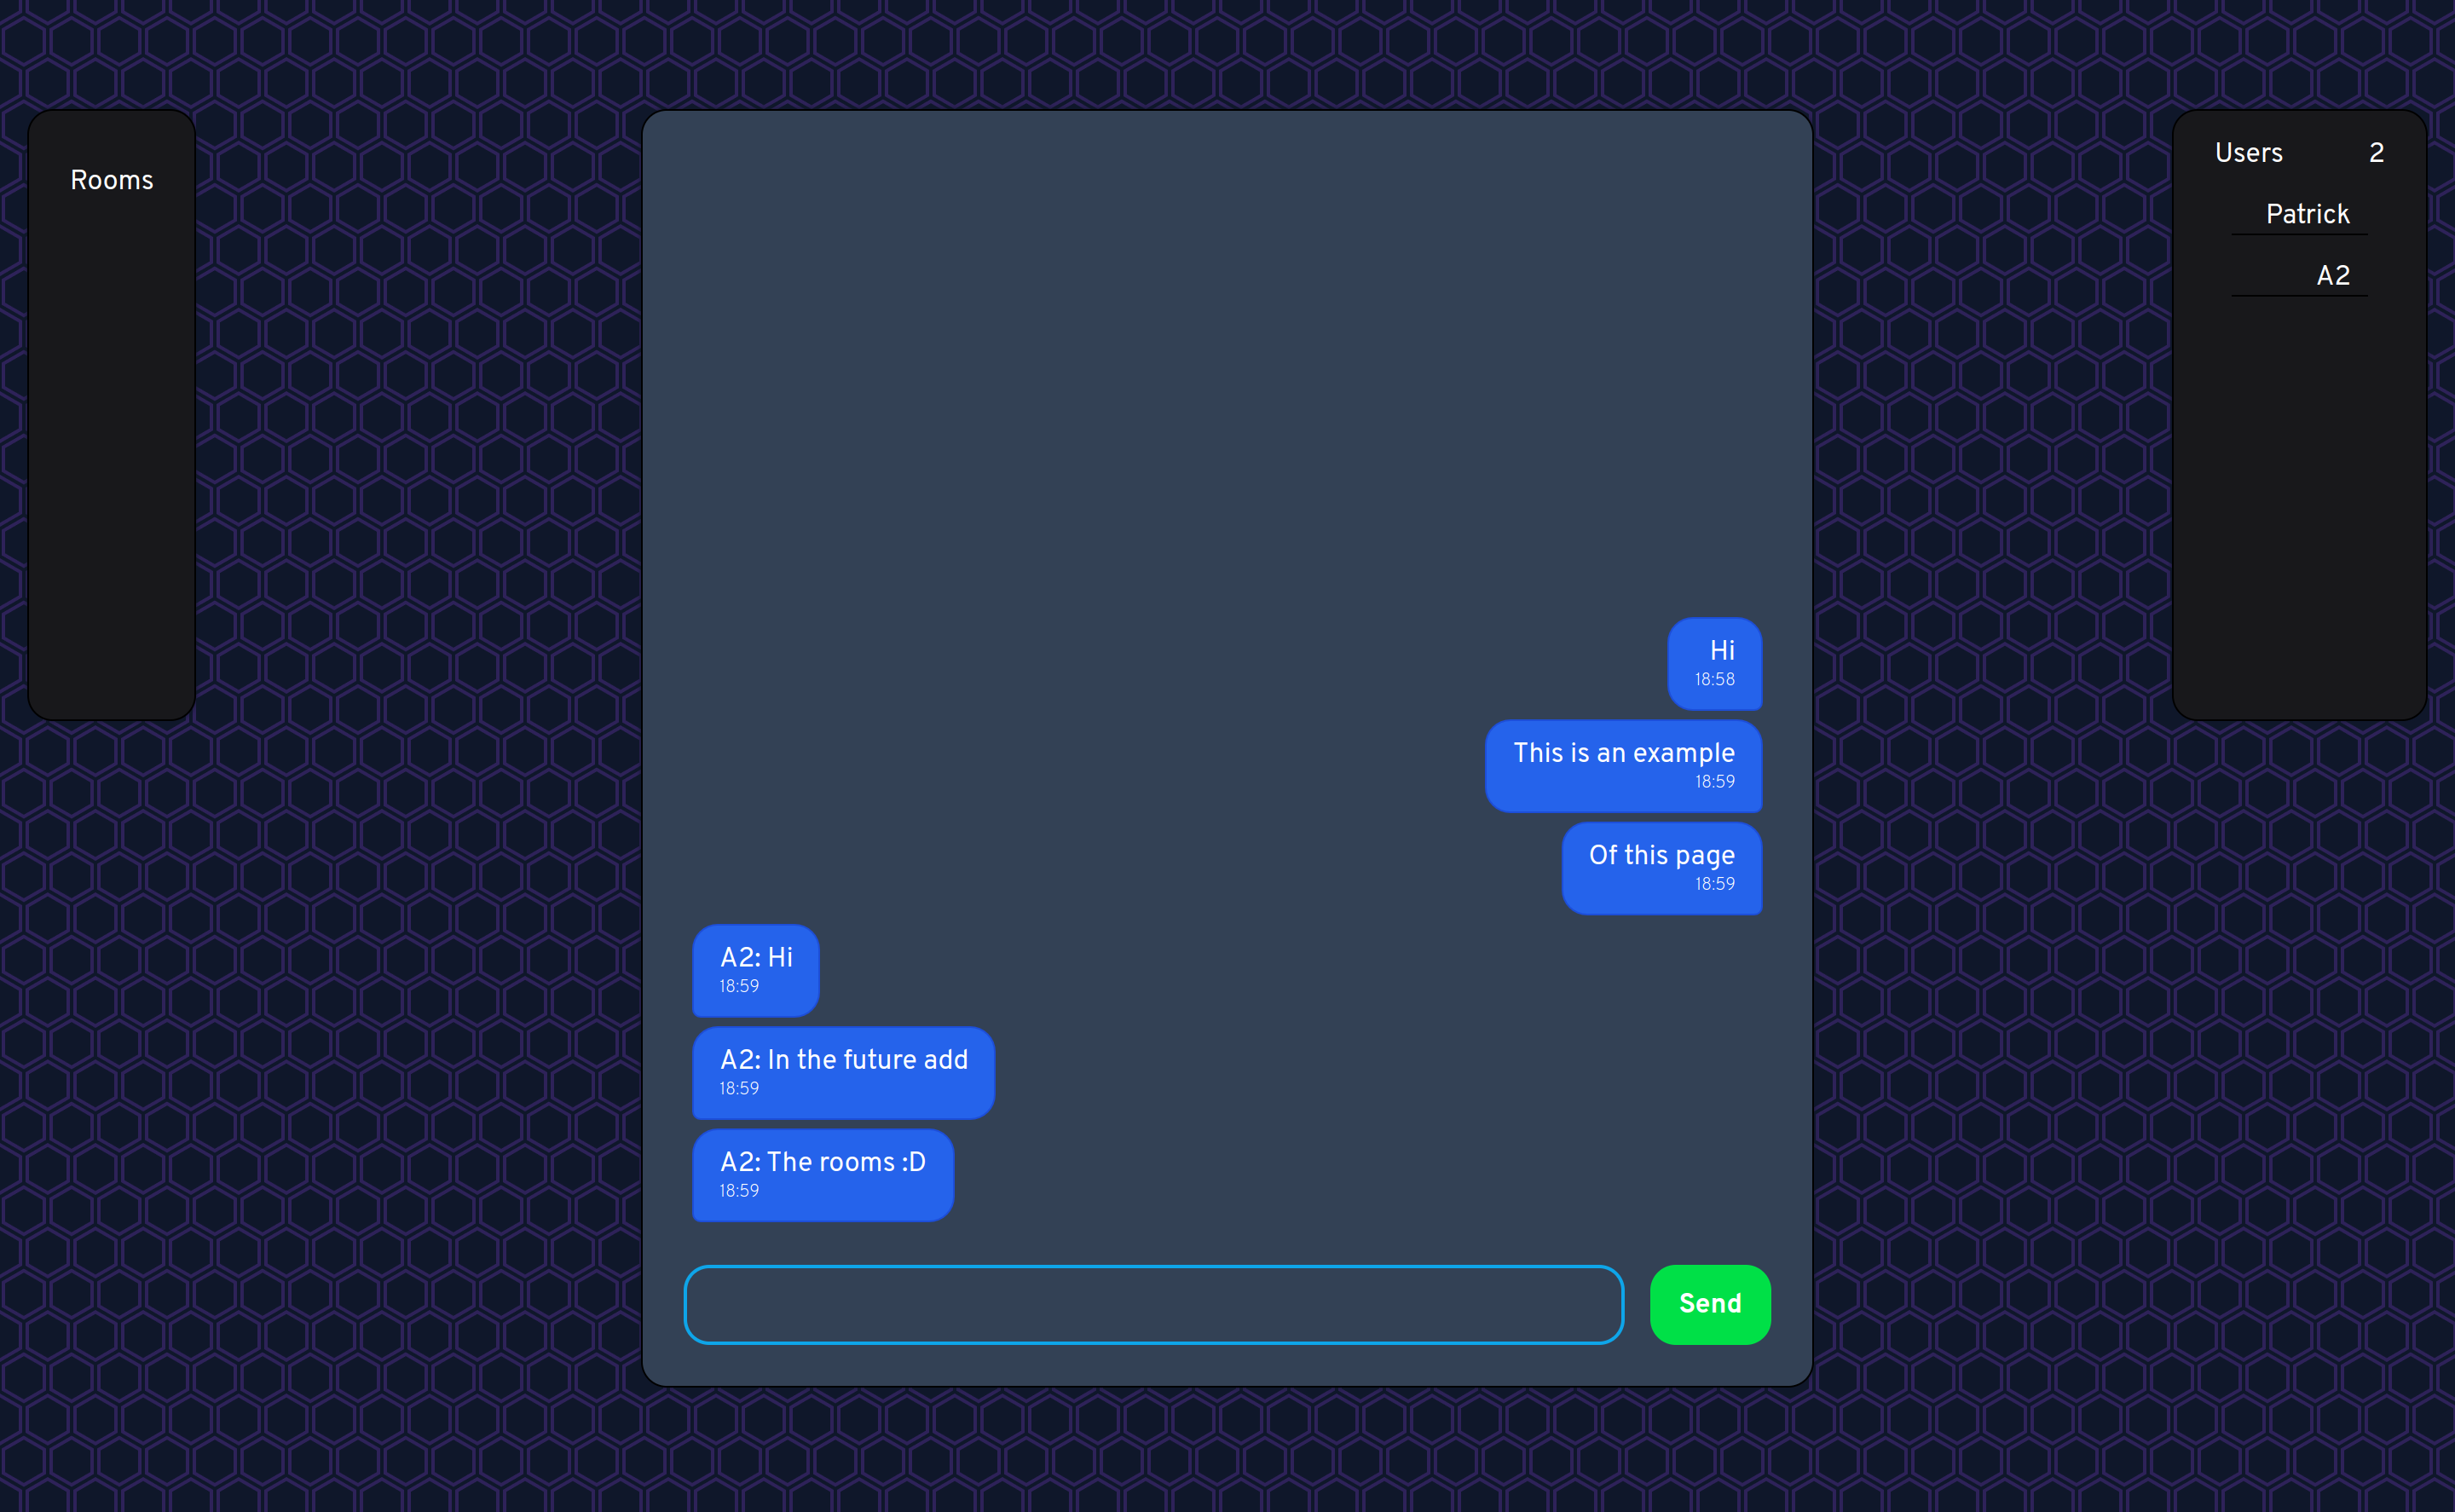 Rooms
Hi
18:58
This is an example
18:59
Of this page
18:59
A2: Hi
18:59
A2: In the future add
18:59
A2: The rooms :D
18:59
Send
Users 2
Patrick
A2